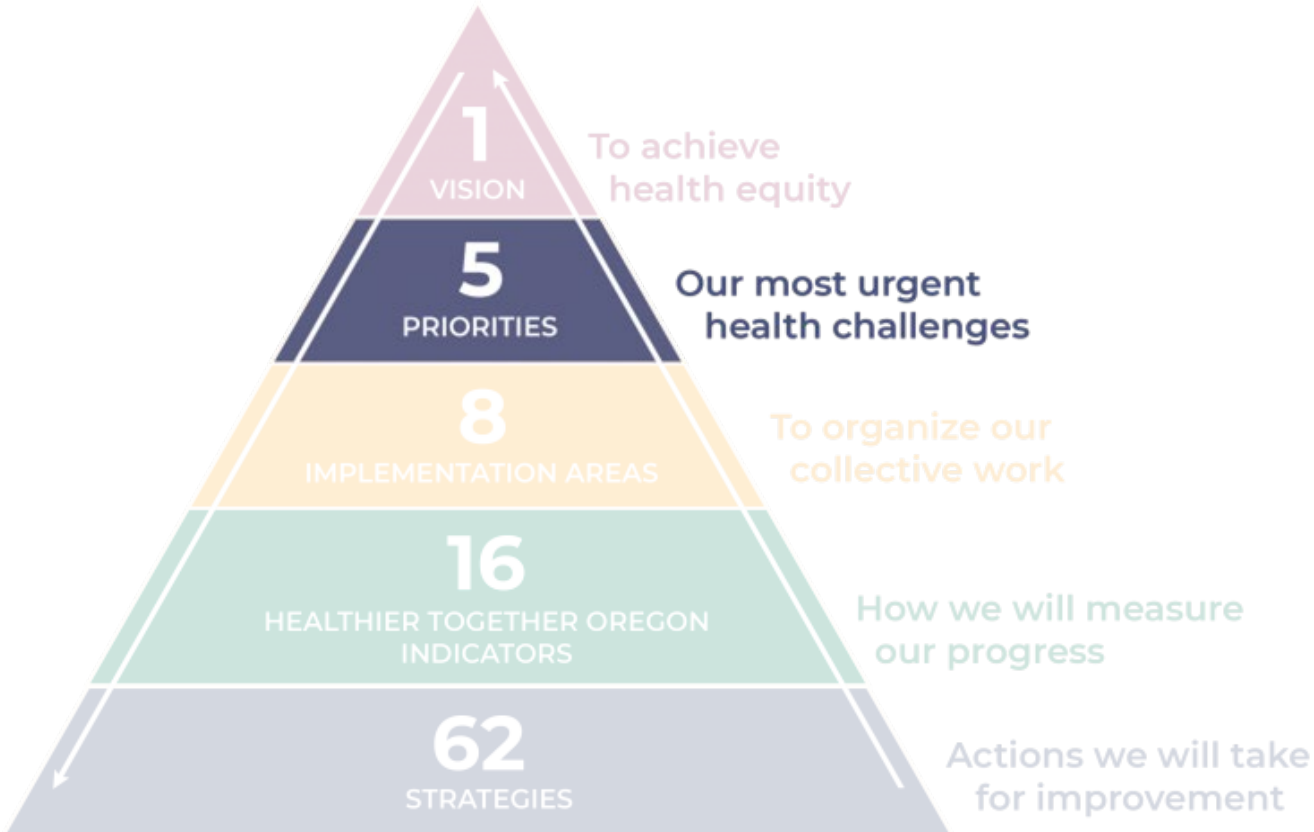 1
VISION
To achieve
health equity
5
PRIORITIES
Our most urgent
health challenges
8
IMPLEMENTATION AREAS
To organize our
collective work
16
HEALTHIER TOGETHER OREGON
INDICATORS
How we will measure
our progress
62
STRATEGIES
Actions we will take
for improvement